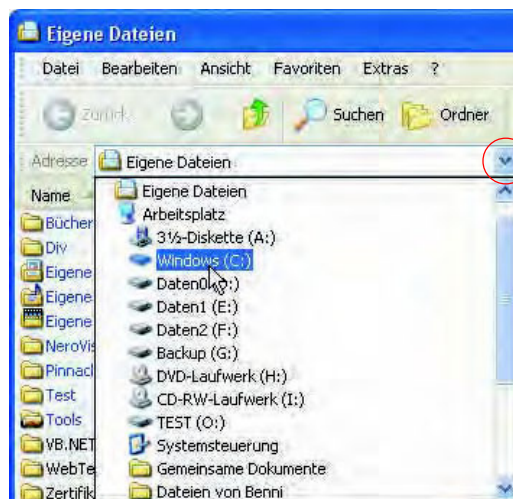 Eigene Dateien
Datei Bearbeiten Ansicht Favoriten Extras ?
Zurück Suchen Ordner
Adresse Eigene Dateien
Name
Bücher
Div
Eigene
Eigene
Eigene
NeroVis
Pinnacl
Test
Tools
VB.NET
WebTe
Zertifik
Eigene Dateien
Arbeitsplatz
3½-Diskette (A:)
Windows (C:)
Daten0 (D:)
Daten1 (E:)
Daten2 (F:)
Backup (G:)
DVD-Laufwerk (H:)
CD-RW-Laufwerk (I:)
TEST (O:)
Systemsteuerung
Gemeinsame Dokumente
Dateien von Benni